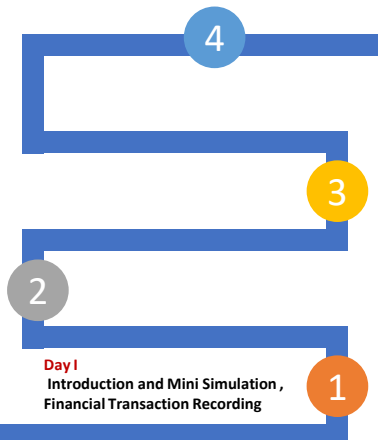 4
3
2
Day I
Introduction and Mini Simulation ,
Financial Transaction Recording
1